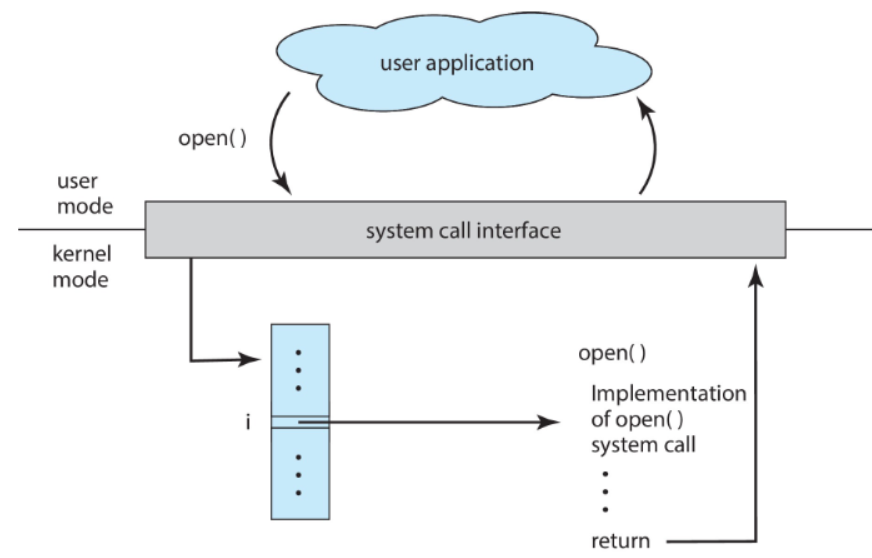 user application
open( )
user
mode
system call interface
kernel
mode
open( )
i
Implementation
of open( )
system call
return